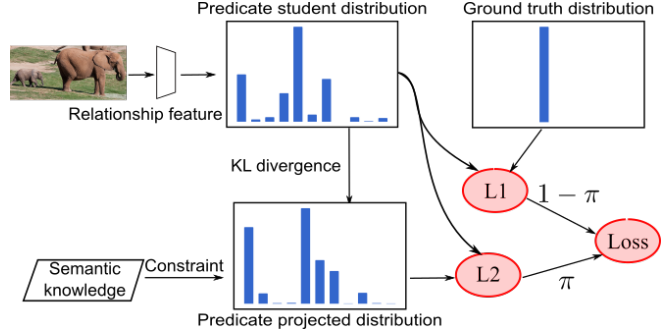 Predicate student distribution
Ground truth distribution
Relationship feature
KL divergence
L1
1 − π
Loss
Semantic
knowledge
Constraint
L2
π
Predicate projected distribution